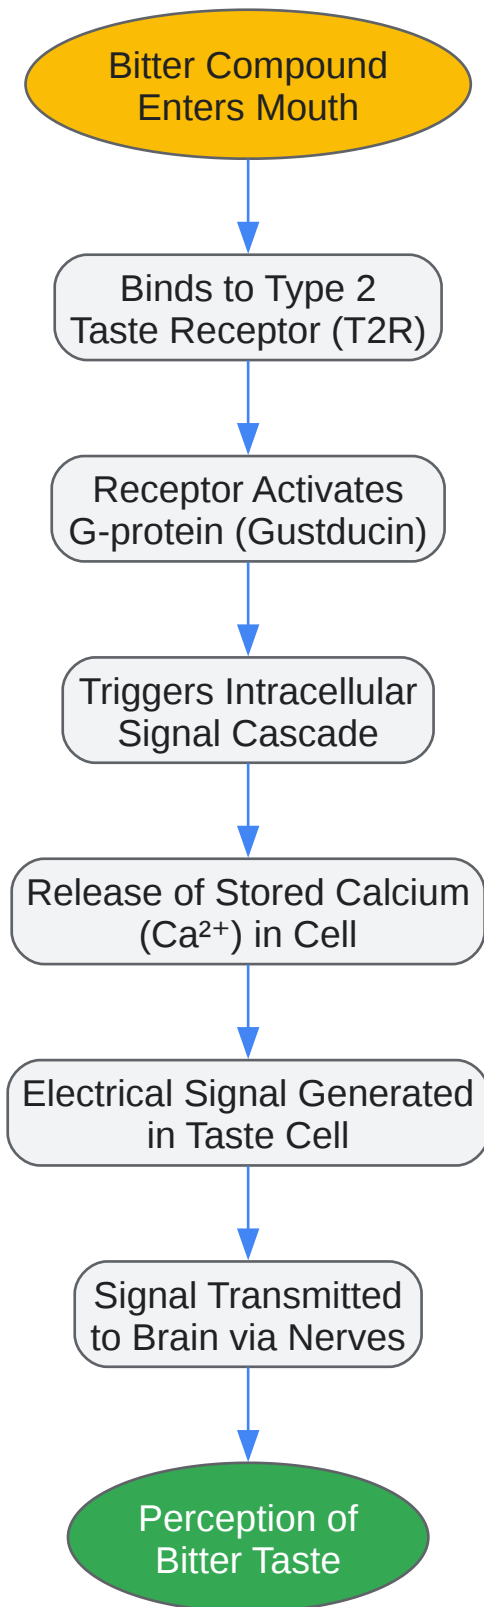 Bitter Compound
Enters Mouth
Binds to Type 2
Taste Receptor (T2R)
Receptor Activates
G-protein (Gustducin)
Triggers Intracellular
Signal Cascade
Release of Stored Calcium
(Ca²⁺) in Cell
Electrical Signal Generated
in Taste Cell
Signal Transmitted
to Brain via Nerves
Perception of
Bitter Taste